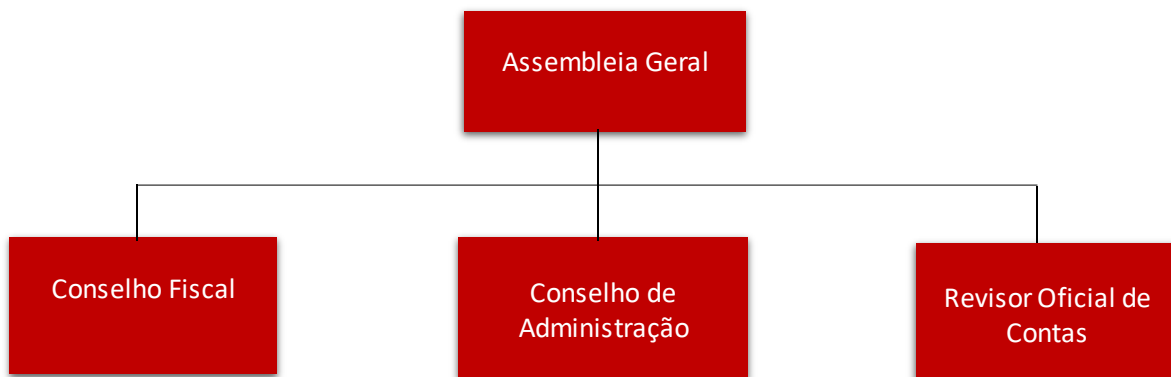 Assembleia Geral
Conselho Fiscal
Conselho de
Administração
Revisor Oficial de
Contas